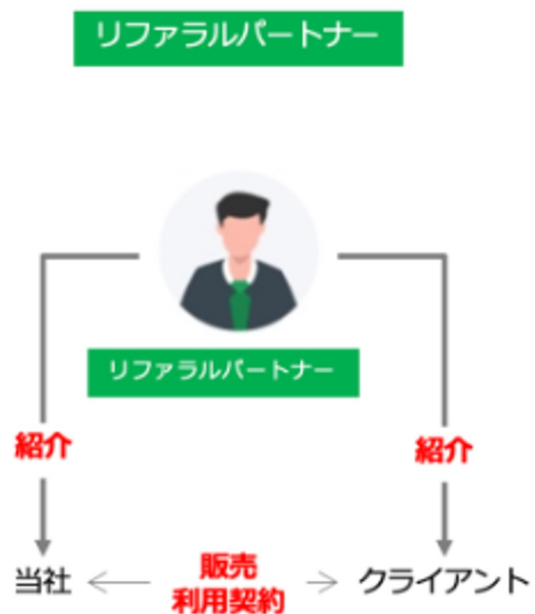 リファラルパートナー
リファラルパートナー
紹介
紹介
当社
販売
利用契約
クライアント